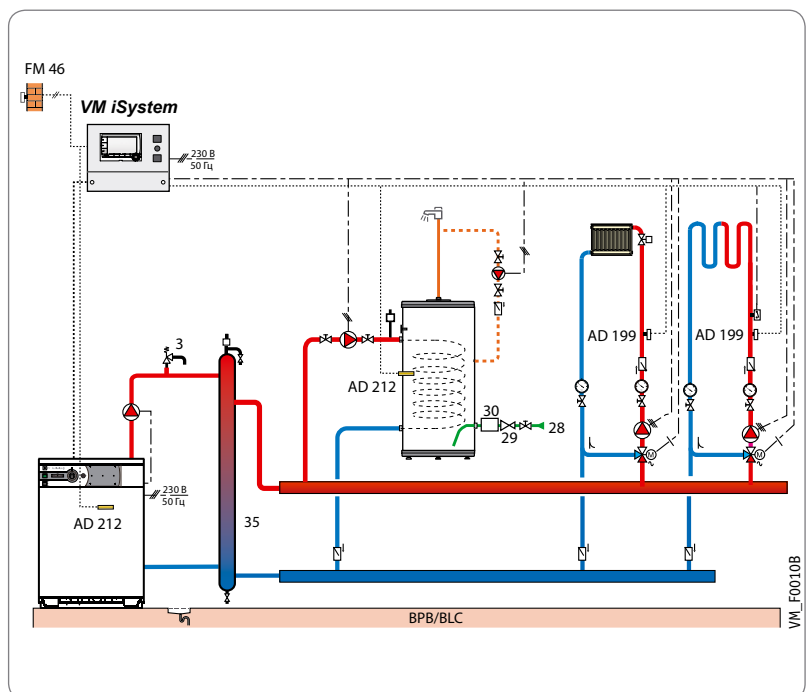 FM 46
VM iSystem
230 В
50 Гц
3
AD 199
AD 199
AD 212
30
29
28
M
M
230 В
50 Гц
AD 212
35
BPB/BLC
VM_F0010B